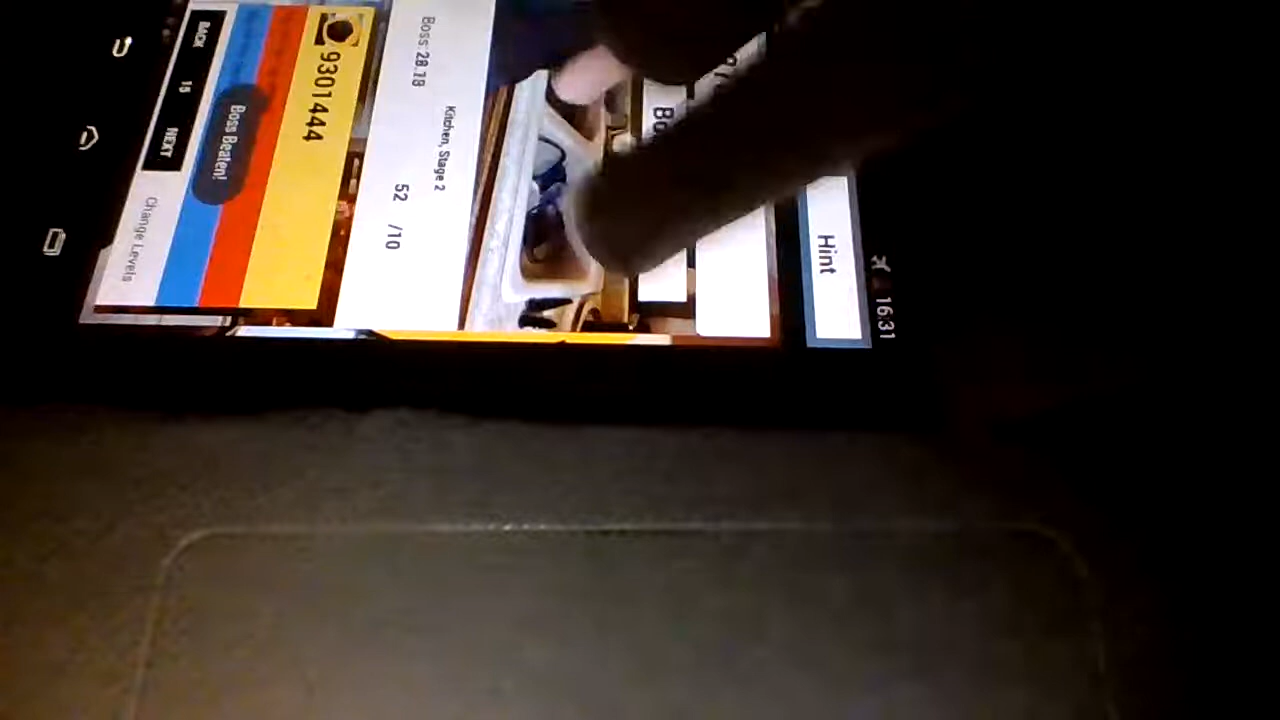 16:31
Hint
Bo
Kitchen, Stage 2
Boss:28.18
52 /10
9301444
Boss Beaten!
BACK 15 NEXT Change Levels